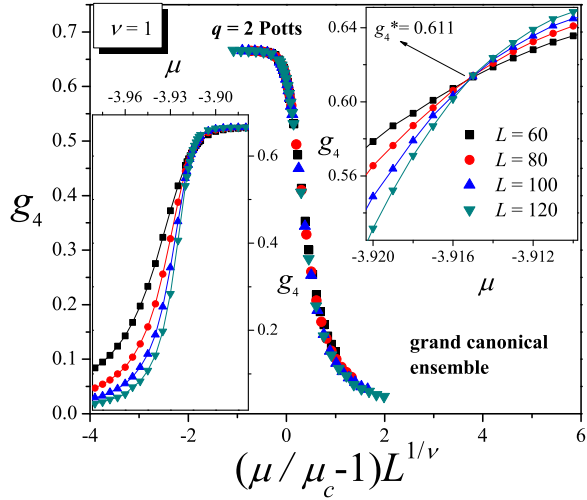 ν = 1
q = 2 Potts
g4* = 0.611
μ
-3.96 -3.93 -3.90
0.7
0.6
0.5
0.4
0.3
0.2
0.1
0.0
g4
0.6
0.4
0.2
g4
0.64
0.60
0.56
g4
L = 60
L = 80
L = 100
L = 120
-3.920 -3.916 -3.912
μ
grand canonical
ensemble
-4 -2 0 2 4 6
(μ / μc-1)L1/ν